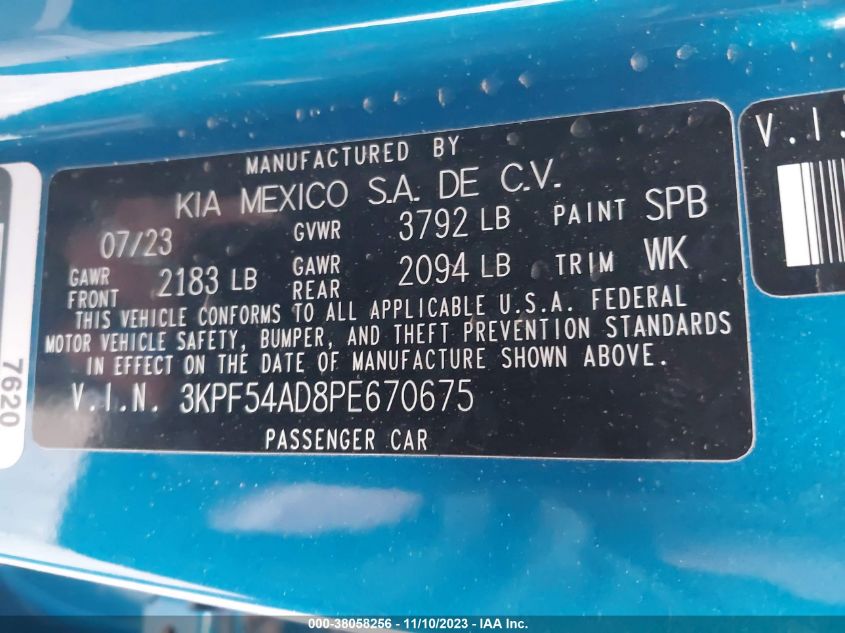 MANUFACTURED BY
KIA MEXICO S.A. DE C.V.
07/23 GVWR 3792 LB PAINT SPB
GAWR FRONT 2183 LB GAWR REAR 2094 LB TRIM WK
THIS VEHICLE CONFORMS TO ALL APPLICABLE U.S.A. FEDERAL
MOTOR VEHICLE SAFETY, BUMPER, AND THEFT PREVENTION STANDARDS
IN EFFECT ON THE DATE OF MANUFACTURE SHOWN ABOVE.
V.I.N. 3KPF54AD8PE670675
PASSENGER CAR
7620
V.I.
000-38058256 - 11/10/2023 - IAA Inc.